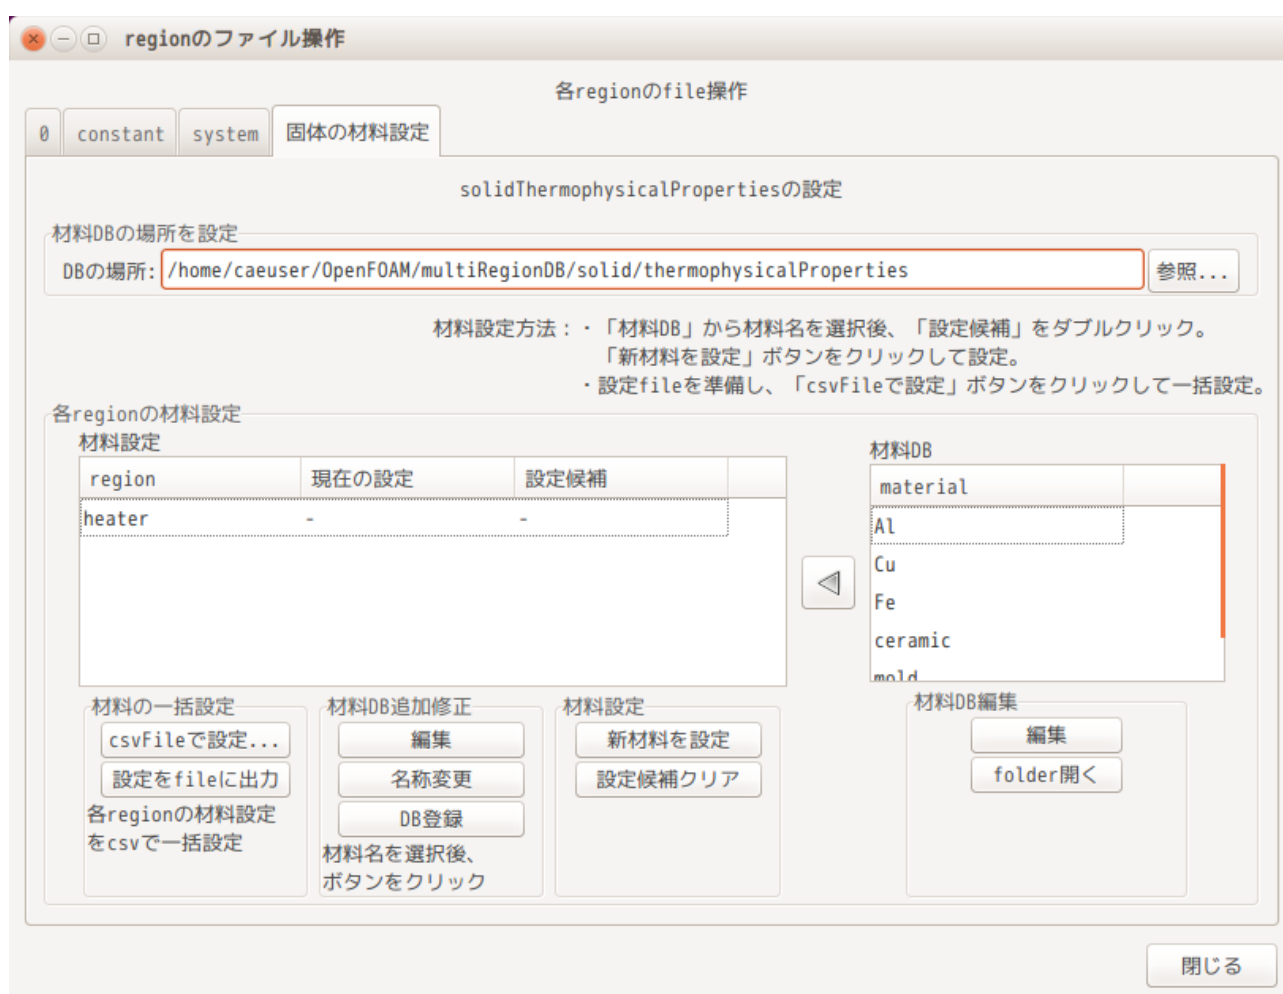 regionのファイル操作
各regionのfile操作
0 constant system 固体の材料設定
solidThermophysicalPropertiesの設定
材料DBの場所を設定
DBの場所: /home/caeuser/OpenFOAM/multiRegionDB/solid/thermophysicalProperties 参照...
材料設定方法：・「材料DB」から材料名を選択後、「設定候補」をダブルクリック。
「新材料を設定」ボタンをクリックして設定。
・設定fileを準備し、「csvFileで設定」ボタンをクリックして一括設定。
各regionの材料設定
材料設定
region 現在の設定 設定候補
heater - -
材料DB
material
Al
Cu
Fe
ceramic
mold
材料の一括設定
csvFileで設定...
設定をfileに出力
各regionの材料設定
をcsvで一括設定
材料DB追加修正
編集
名称変更
DB登録
材料名を選択後、
ボタンをクリック
材料設定
新材料を設定
設定候補クリア
材料DB編集
編集
folder開く
閉じる